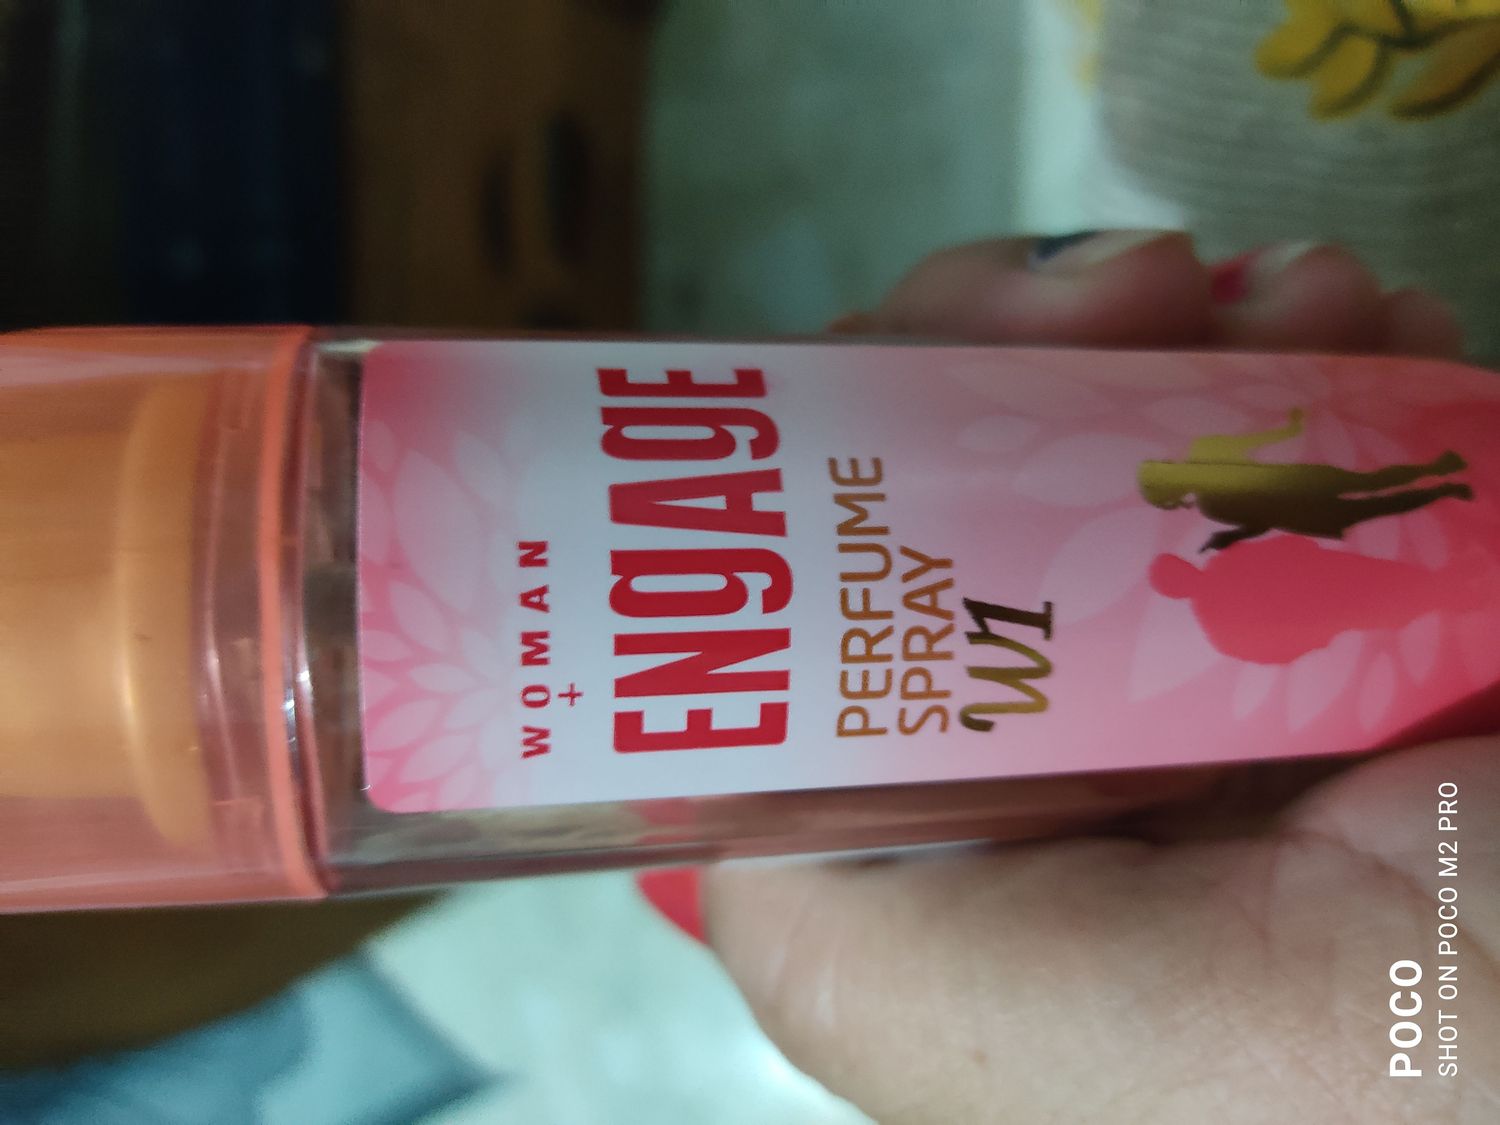 WOMAN
+
ENGAGE
PERFUME
SPRAY
W1
POCO
SHOT ON POCO M2 PRO